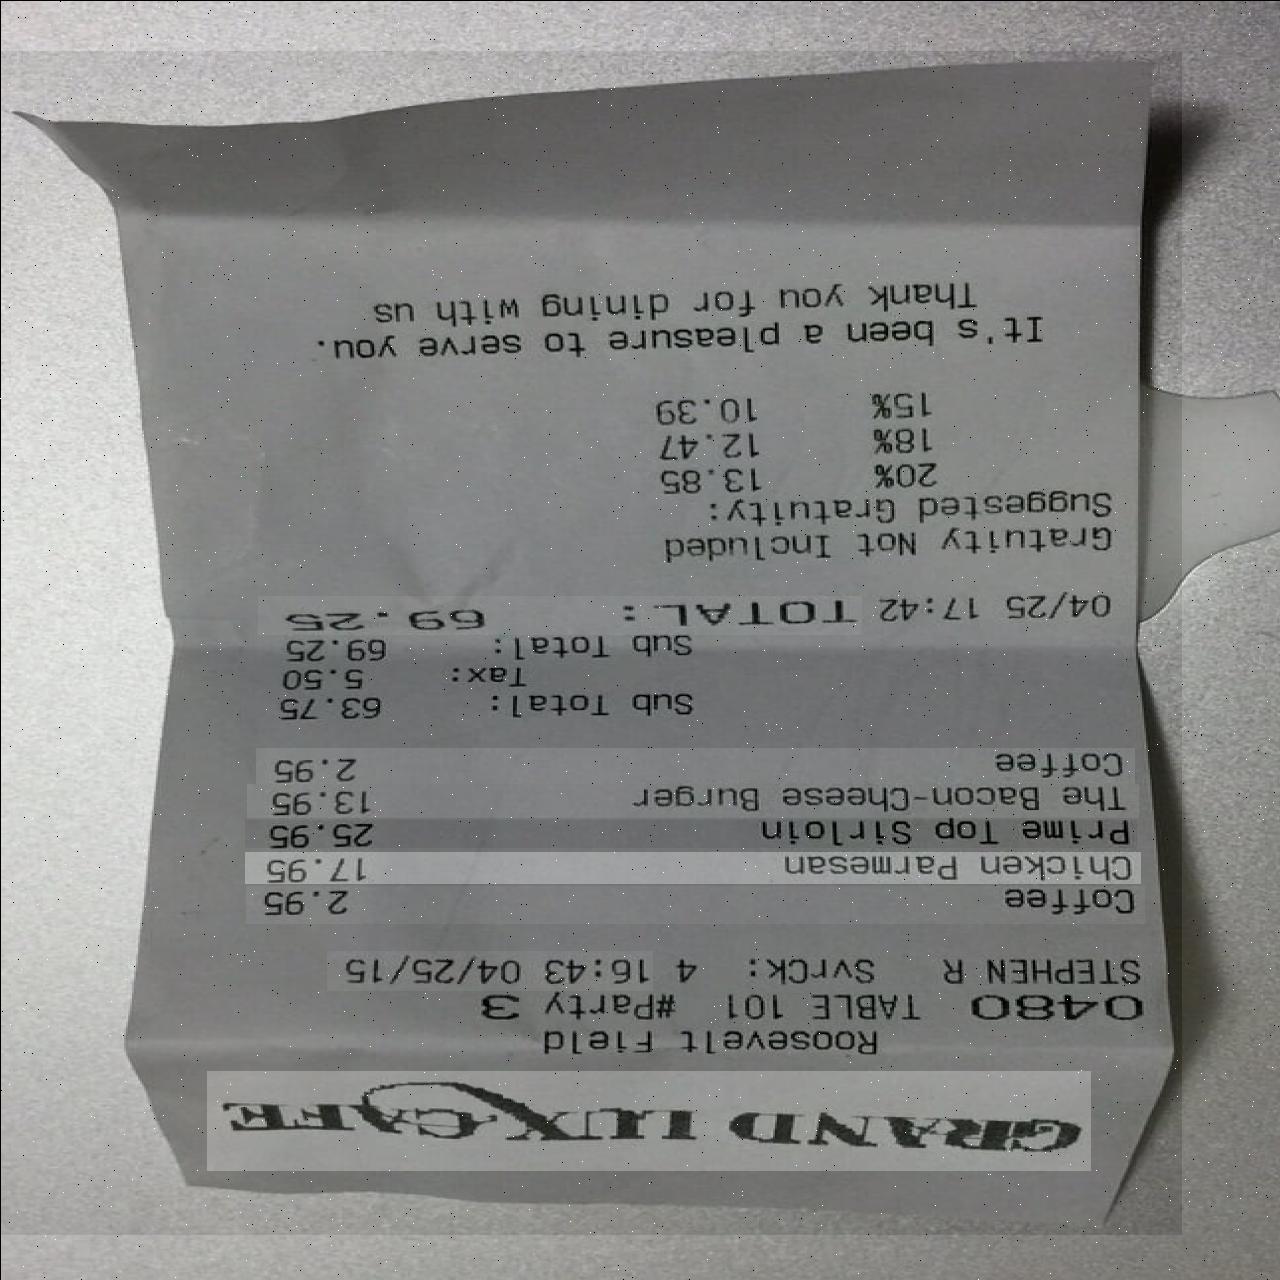 GRAND LUX CAFE
Roosevelt Field
0480 TABLE 101 #Party 3
STEPHEN R SvrCk: 4 16:43 04/25/15
Coffee 2.95
Chicken Parmesan 17.95
Prime Top Sirloin 25.95
The Bacon-Cheese Burger 13.95
Coffee 2.95
Sub Total: 63.75
Tax: 5.50
Sub Total: 69.25
04/25 17:42 TOTAL: 69.25
Gratuity Not Included
Suggested Gratuity:
20% 13.85
18% 12.47
15% 10.39
It's been a pleasure to serve you.
Thank you for dining with us